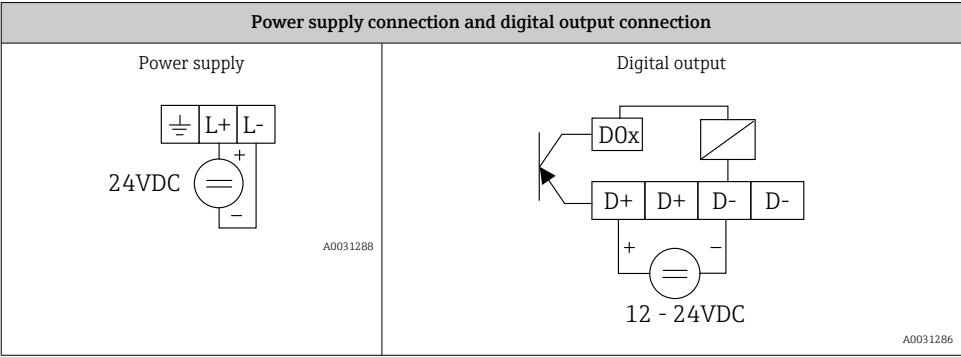 Power supply connection and digital output connection
Power supply
Digital output
L+ L-
+
24VDC
−
A0031288
DOx
D+ D+ D- D-
+ −
12 - 24VDC
A0031286